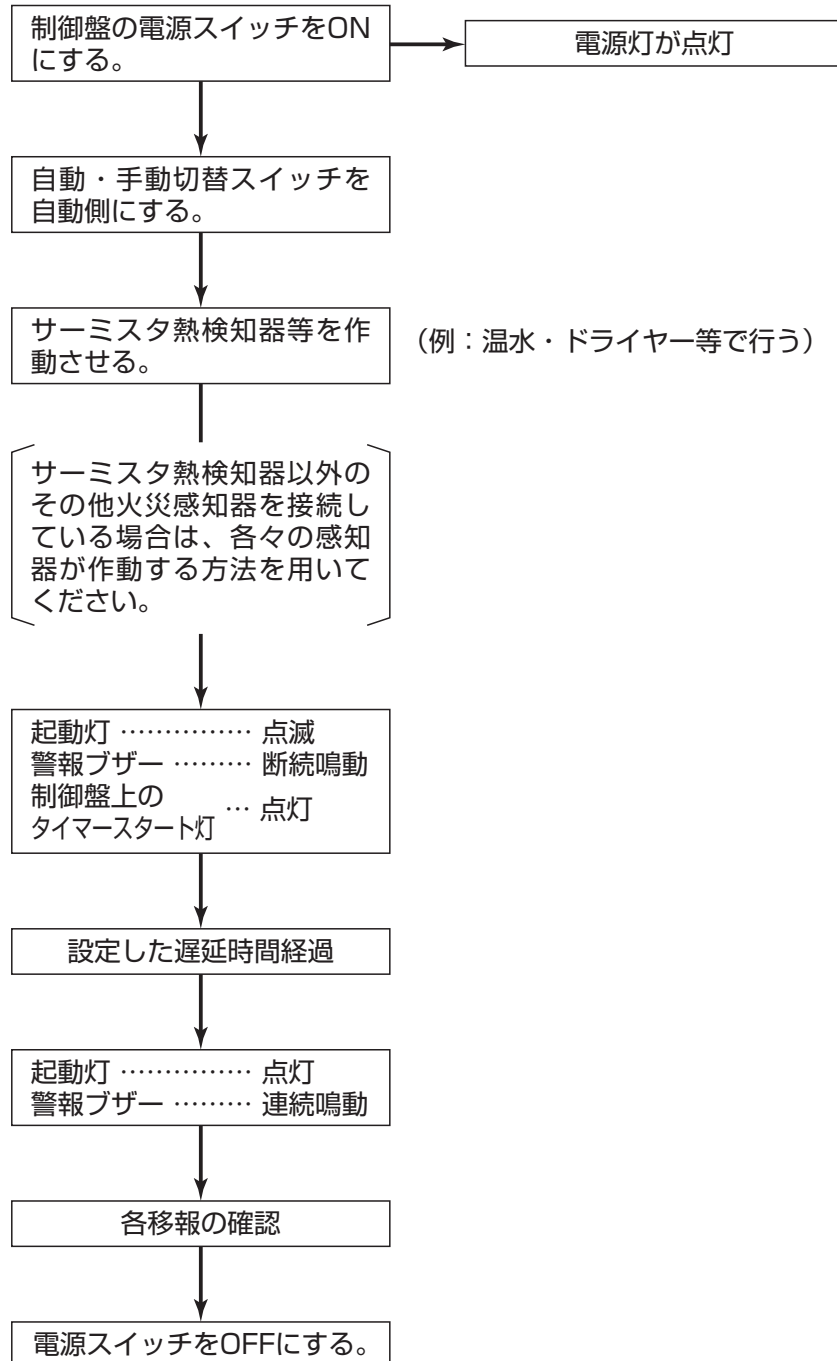 制御盤の電源スイッチをON
にする。
電源灯が点灯
自動・手動切替スイッチを
自動側にする。
サーミスタ熱検知器等を作
動させる。
（例：温水・ドライヤー等で行う）
サーミスタ熱検知器以外の
その他火災感知器を接続し
ている場合は、各々の感知
器が作動する方法を用いて
ください。
起動灯 …………… 点滅
警報ブザー ……… 断続鳴動
制御盤上の
タイマースタート灯 … 点灯
設定した遅延時間経過
起動灯 …………… 点灯
警報ブザー ……… 連続鳴動
各移報の確認
電源スイッチをOFFにする。